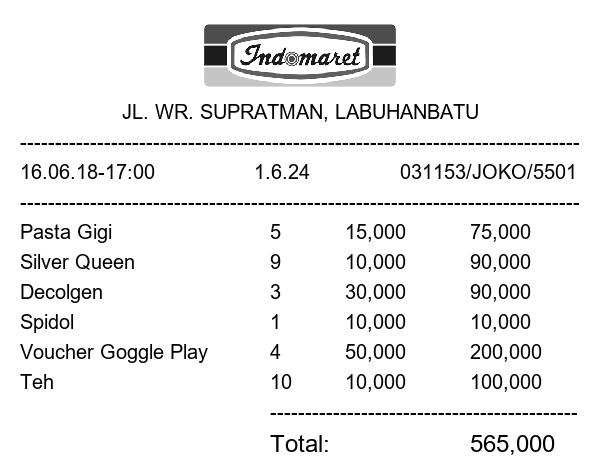 Indomaret
JL. WR. SUPRATMAN, LABUHANBATU
------------------------------------------------------------------------------------
16.06.18-17:00 1.6.24 031153/JOKO/5501
------------------------------------------------------------------------------------
Pasta Gigi 5 15,000 75,000
Silver Queen 9 10,000 90,000
Decolgen 3 30,000 90,000
Spidol 1 10,000 10,000
Voucher Goggle Play 4 50,000 200,000
Teh 10 10,000 100,000
----------------------------------------------
Total: 565,000